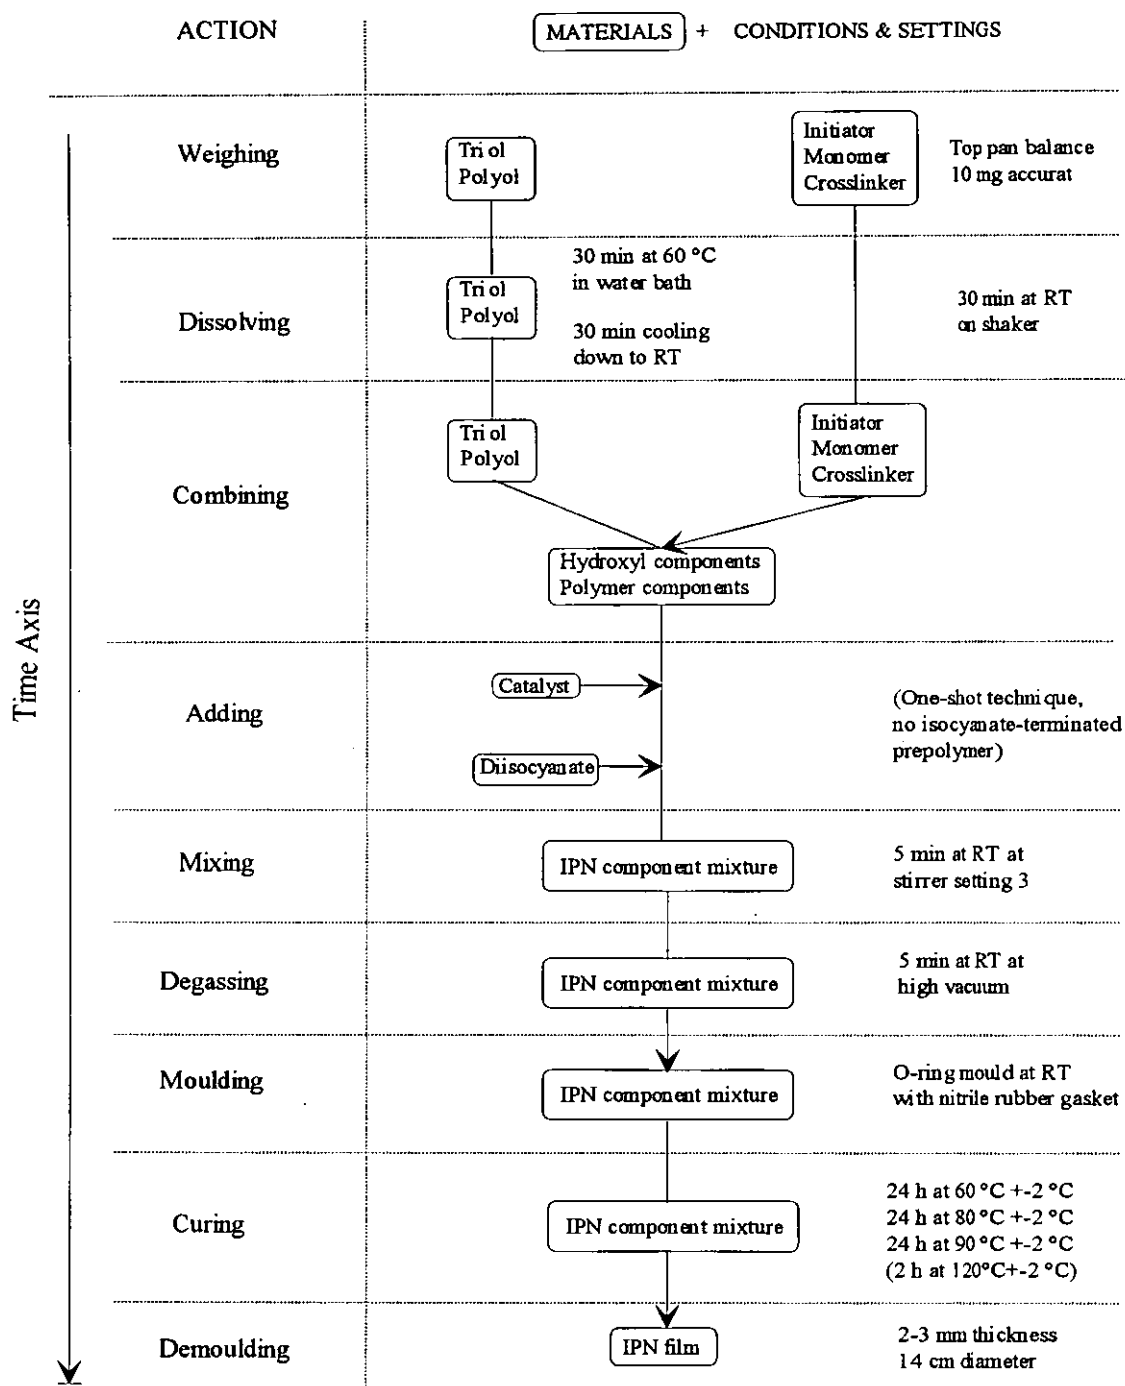 ACTION
MATERIALS + CONDITIONS & SETTINGS
Time Axis
Weighing
Triol
Polyol
Initiator
Monomer
Crosslinker
Top pan balance
10 mg accurat
Dissolving
Triol
Polyol
30 min at 60 °C
in water bath
30 min cooling
down to RT
30 min at RT
on shaker
Combining
Triol
Polyol
Initiator
Monomer
Crosslinker
Hydroxyl components
Polymer components
Adding
Catalyst
Diisocyanate
(One-shot technique,
no isocyanate-terminated
prepolymer)
Mixing
IPN component mixture
5 min at RT at
stirrer setting 3
Degassing
IPN component mixture
5 min at RT at
high vacuum
Moulding
IPN component mixture
O-ring mould at RT
with nitrile rubber gasket
Curing
IPN component mixture
24 h at 60 °C +-2 °C
24 h at 80 °C +-2 °C
24 h at 90 °C +-2 °C
(2 h at 120°C+-2 °C)
Demoulding
IPN film
2-3 mm thickness
14 cm diameter